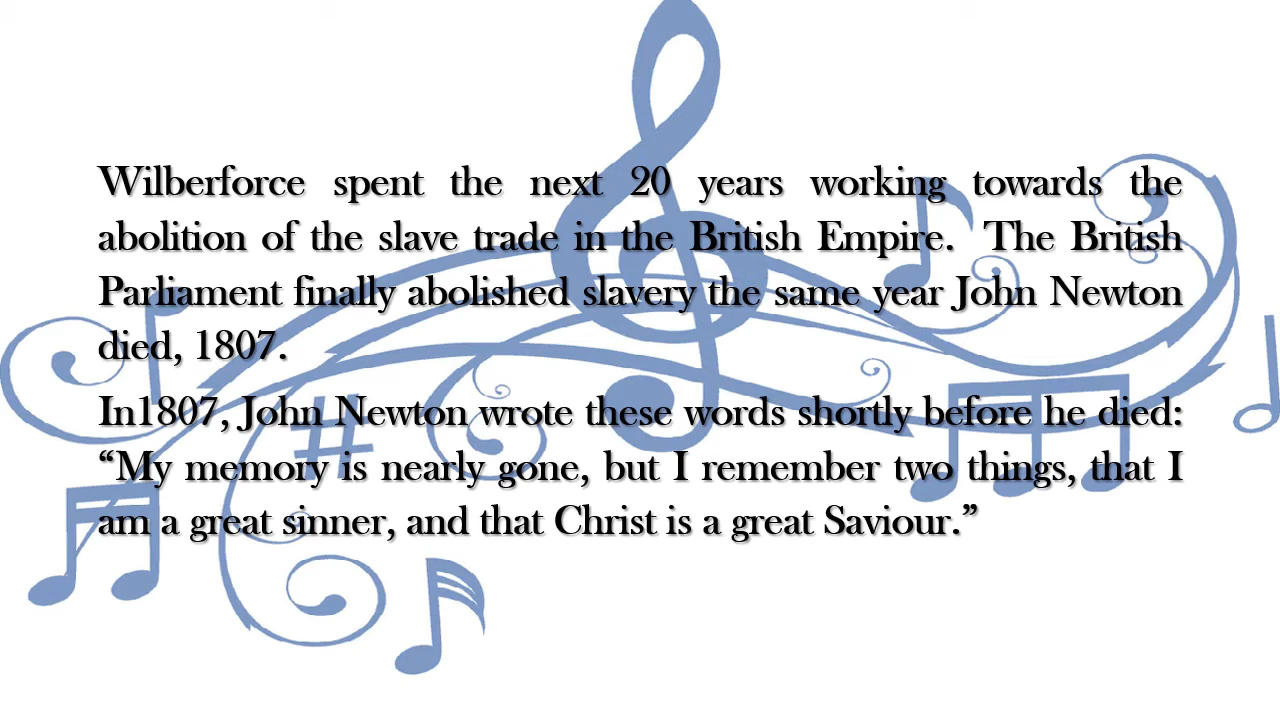 Wilberforce spent the next 20 years working towards the
abolition of the slave trade in the British Empire.  The British
Parliament finally abolished slavery the same year John Newton
died, 1807.
In1807, John Newton wrote these words shortly before he died:
“My memory is nearly gone, but I remember two things, that I
am a great sinner, and that Christ is a great Saviour.”